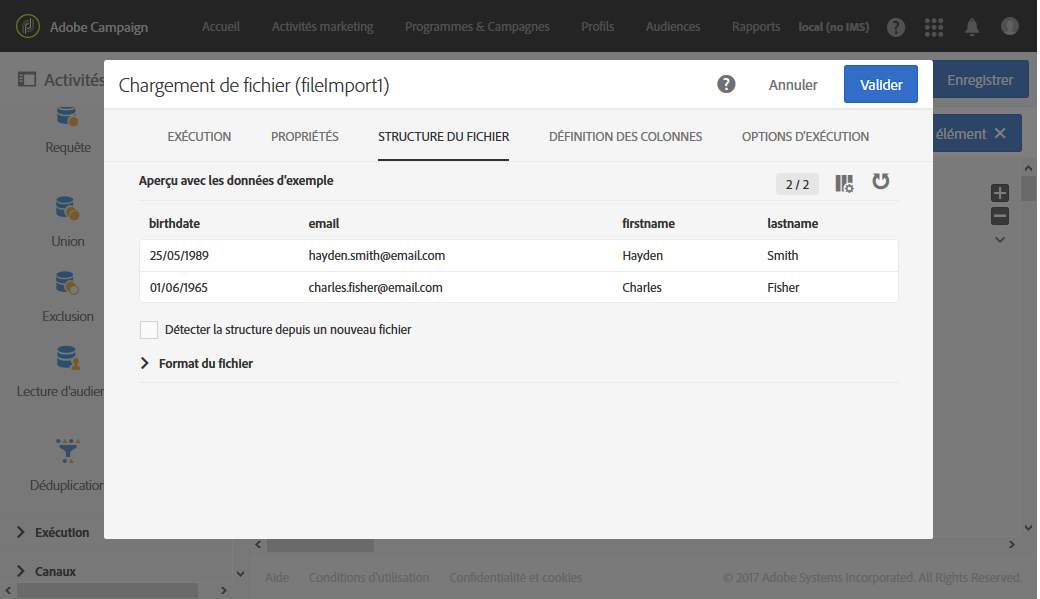 Adobe Campaign Accueil Activités marketing Programmes & Campagnes Profils Audiences Rapports local (no IMS) ?
Activités
Enregistrer
Chargement de fichier (fileImport1) ? Annuler Valider
élément
EXÉCUTION PROPRIÉTÉS STRUCTURE DU FICHIER DÉFINITION DES COLONNES OPTIONS D'EXÉCUTION
Aperçu avec les données d'exemple 2 / 2
birthdate email firstname lastname
25/05/1989 hayden.smith@email.com Hayden Smith
01/06/1965 charles.fisher@email.com Charles Fisher
Détecter la structure depuis un nouveau fichier
Format du fichier
Requête
Union
Exclusion
Lecture d'audien
Déduplication
Exécution
Canaux
Aide Conditions d'utilisation Confidentialité et cookies © 2017 Adobe Systems Incorporated. All Rights Reserved.